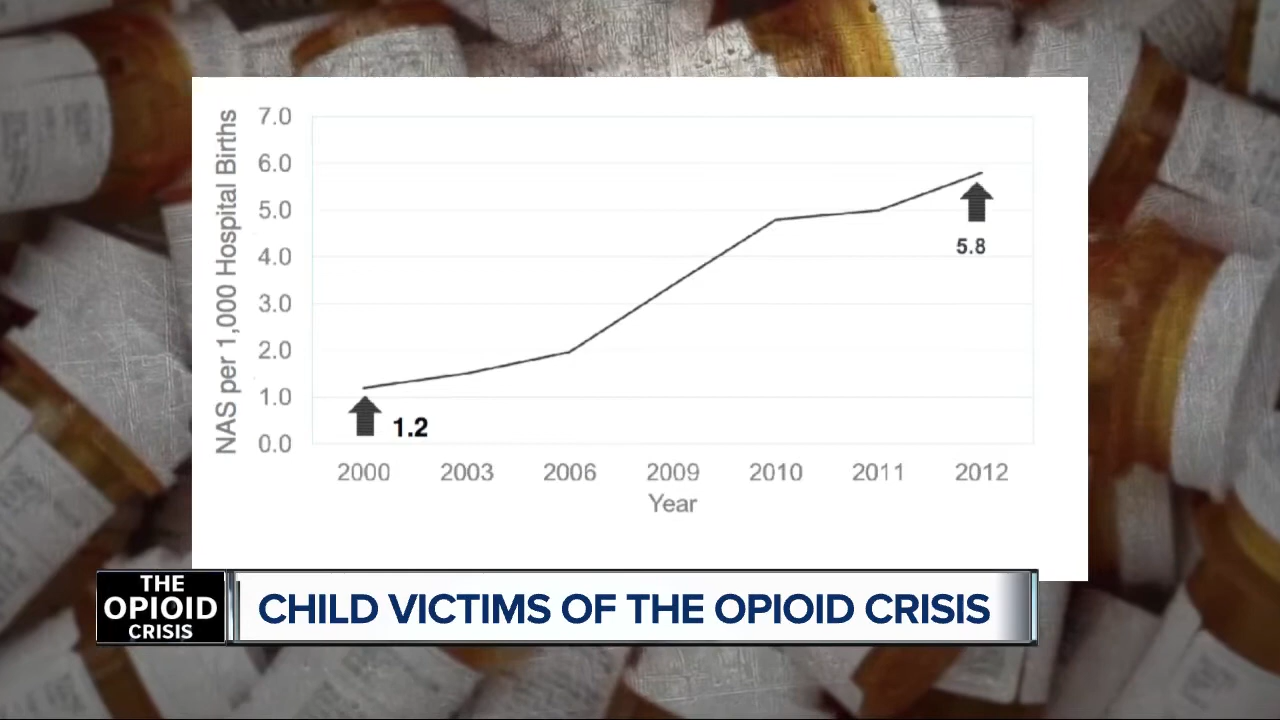 NAS per 1,000 Hospital Births
7.0
6.0
5.0
4.0
3.0
2.0
1.0
0.0
5.8
1.2
2000 2003 2006 2009 2010 2011 2012
Year
THE
OPIOID
CRISIS
CHILD VICTIMS OF THE OPIOID CRISIS